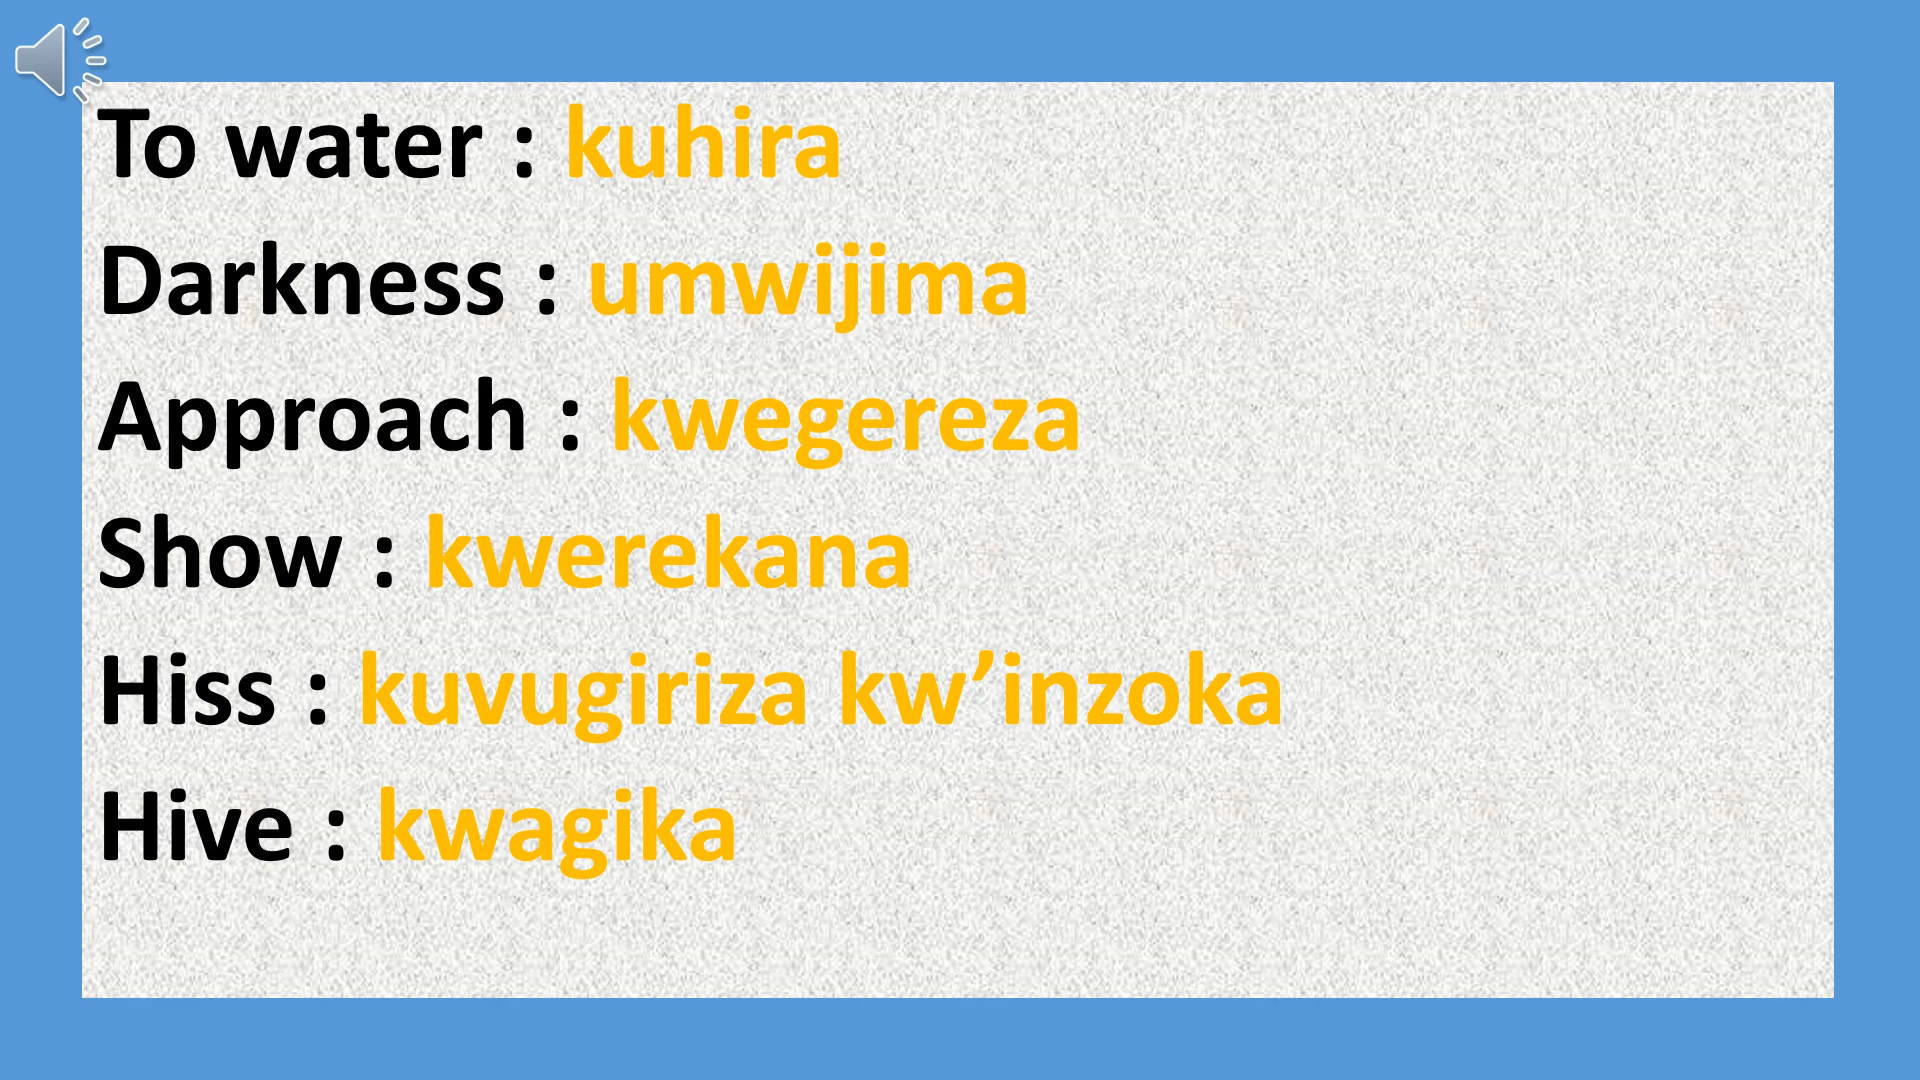 To water : kuhira
Darkness : umwijima
Approach : kwegereza
Show : kwerekana
Hiss : kuvugiriza kw’inzoka
Hive : kwagika